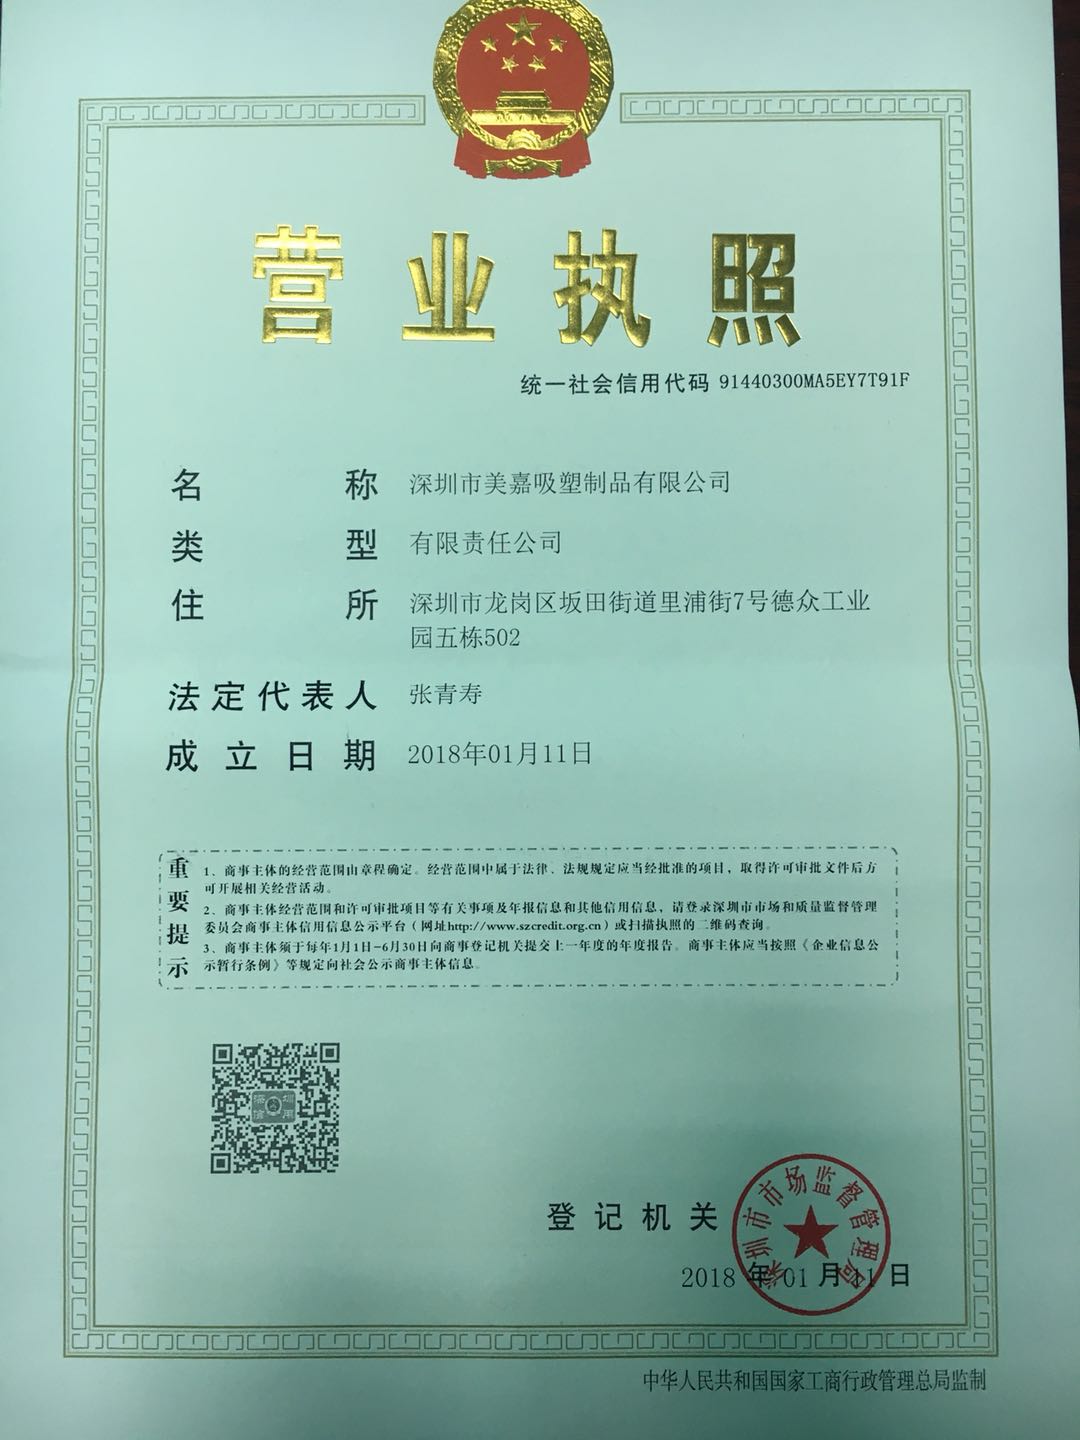 营业执照
统一社会信用代码 91440300MA5EY7T91F
名称 深圳市美嘉吸塑制品有限公司
类型 有限责任公司
住所 深圳市龙岗区坂田街道里浦街7号德众工业
园五栋502
法定代表人 张青寿
成立日期 2018年01月11日
重要提示
1、商事主体的经营范围由章程确定。经营范围中属于法律、法规规定应当经批准的项目，取得许可审批文件后方
可开展相关经营活动。
2、商事主体经营范围和许可审批项目等有关事项及年报信息和其他信用信息，请登录深圳市市场和质量监督管理
委员会商事主体信用信息公示平台（网址http://www.szcredit.org.cn）或扫描执照的二维码查询。
3、商事主体须于每年1月1日-6月30日向商事登记机关提交上一年度的年度报告。商事主体应当按照《企业信息公
示暂行条例》等规定向社会公示商事主体信息。
深圳
信用
登记机关
深圳市市场监督管理局
2018 年 01 月 11 日
中华人民共和国国家工商行政管理总局监制